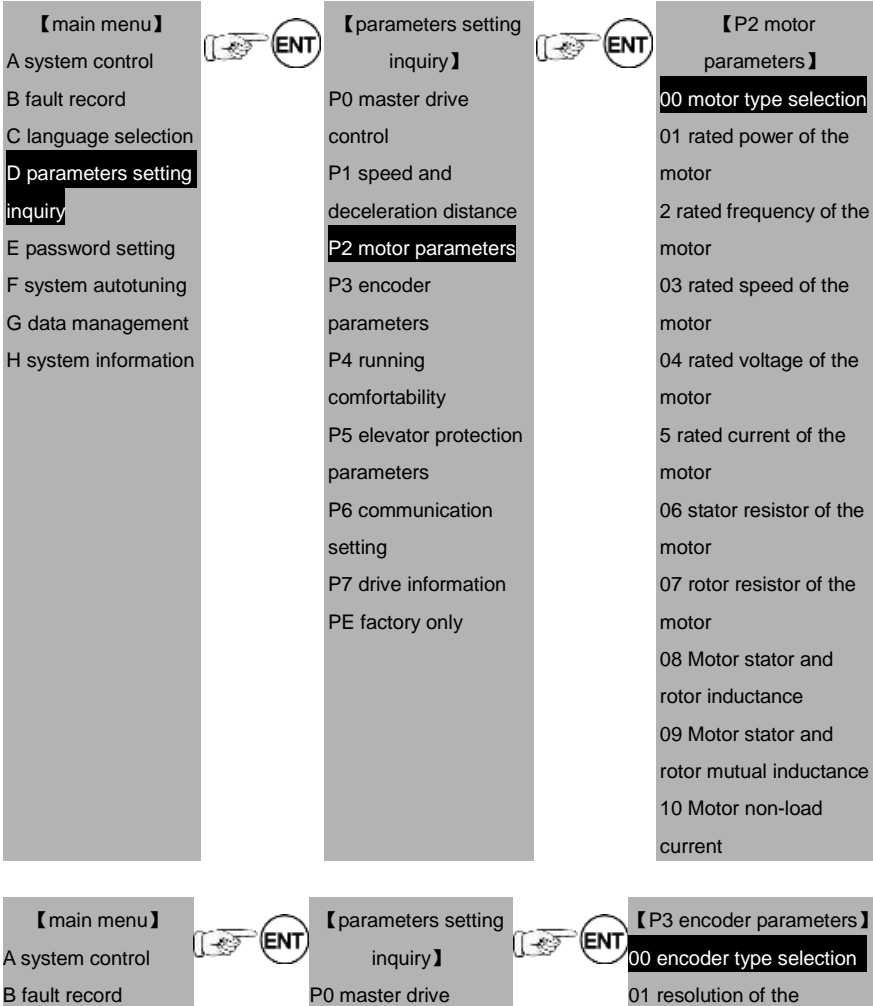 【main menu】
A system control
B fault record
C language selection
D parameters setting
inquiry
E password setting
F system autotuning
G data management
H system information
ENT
【parameters setting
inquiry】
P0 master drive
control
P1 speed and
deceleration distance
P2 motor parameters
P3 encoder
parameters
P4 running
comfortability
P5 elevator protection
parameters
P6 communication
setting
P7 drive information
PE factory only
ENT
【P2 motor
parameters】
00 motor type selection
01 rated power of the
motor
2 rated frequency of the
motor
03 rated speed of the
motor
04 rated voltage of the
motor
5 rated current of the
motor
06 stator resistor of the
motor
07 rotor resistor of the
motor
08 Motor stator and
rotor inductance
09 Motor stator and
rotor mutual inductance
10 Motor non-load
current
【main menu】
A system control
B fault record
ENT
【parameters setting
inquiry】
P0 master drive
ENT
【P3 encoder parameters】
00 encoder type selection
01 resolution of the